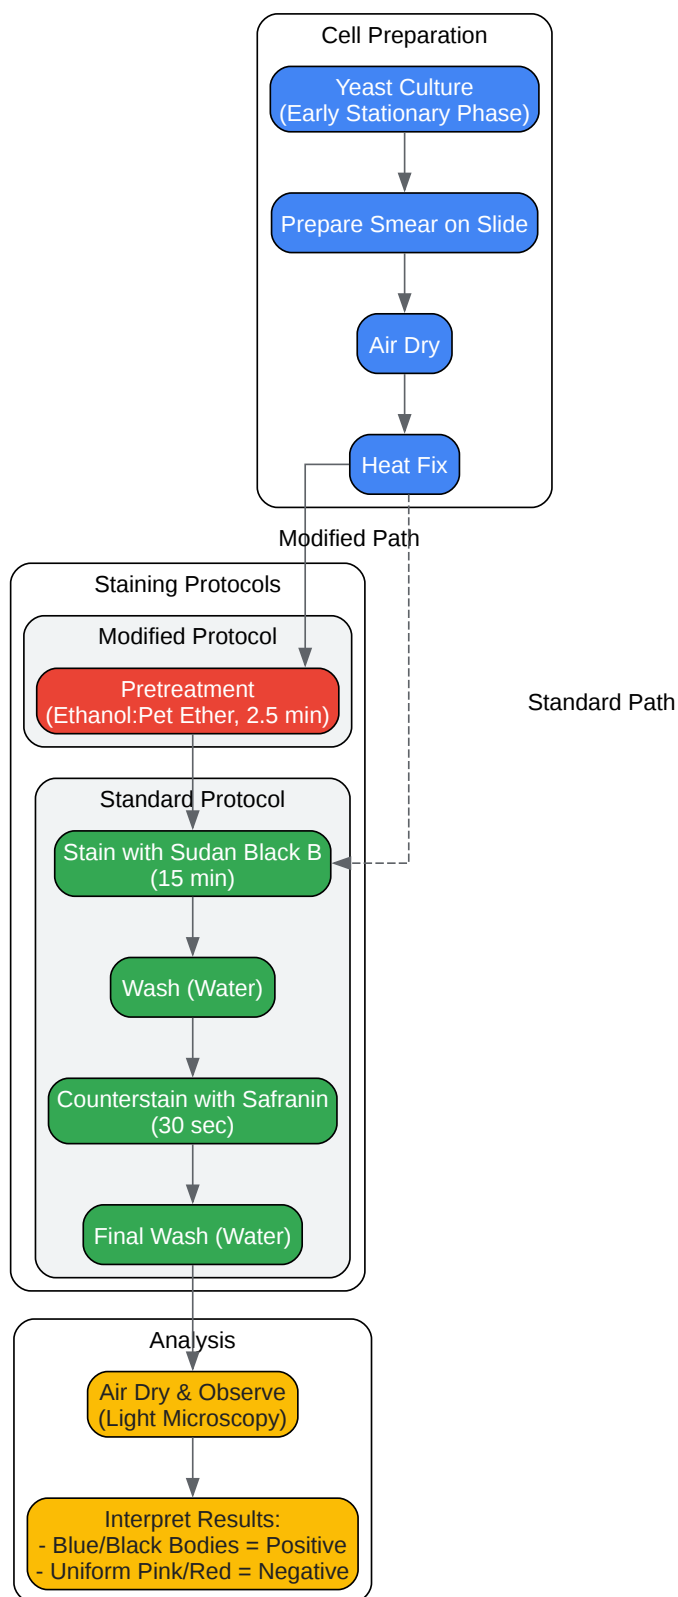 Cell Preparation
Yeast Culture
(Early Stationary Phase)
Prepare Smear on Slide
Air Dry
Heat Fix
Modified Path
Staining Protocols
Modified Protocol
Pretreatment
(Ethanol:Pet Ether, 2.5 min)
Standard Path
Standard Protocol
Stain with Sudan Black B
(15 min)
Wash (Water)
Counterstain with Safranin
(30 sec)
Final Wash (Water)
Analysis
Air Dry & Observe
(Light Microscopy)
Interpret Results:
- Blue/Black Bodies = Positive
- Uniform Pink/Red = Negative